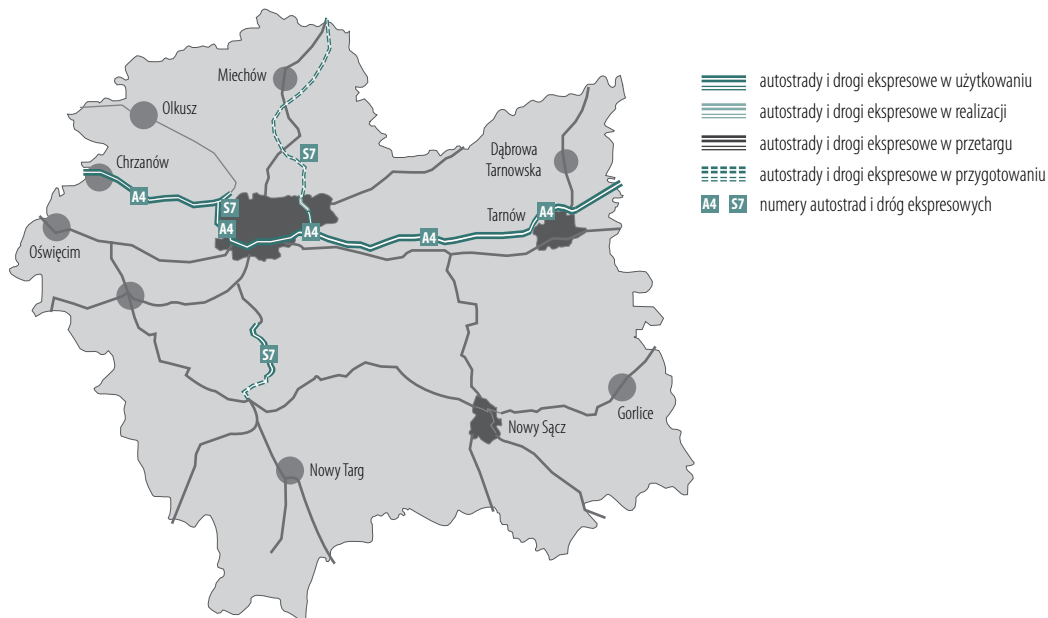 Miechów
Olkusz
Chrzanów
S7
Dąbrowa
Tarnowska
A4
S7
A4
A4
A4
Tarnów
A4
Oświęcim
S7
Gorlice
Nowy Sącz
Nowy Targ
autostrady i drogi ekspresowe w użytkowaniu
autostrady i drogi ekspresowe w realizacji
autostrady i drogi ekspresowe w przetargu
autostrady i drogi ekspresowe w przygotowaniu
A4 S7 numery autostrad i dróg ekspresowych